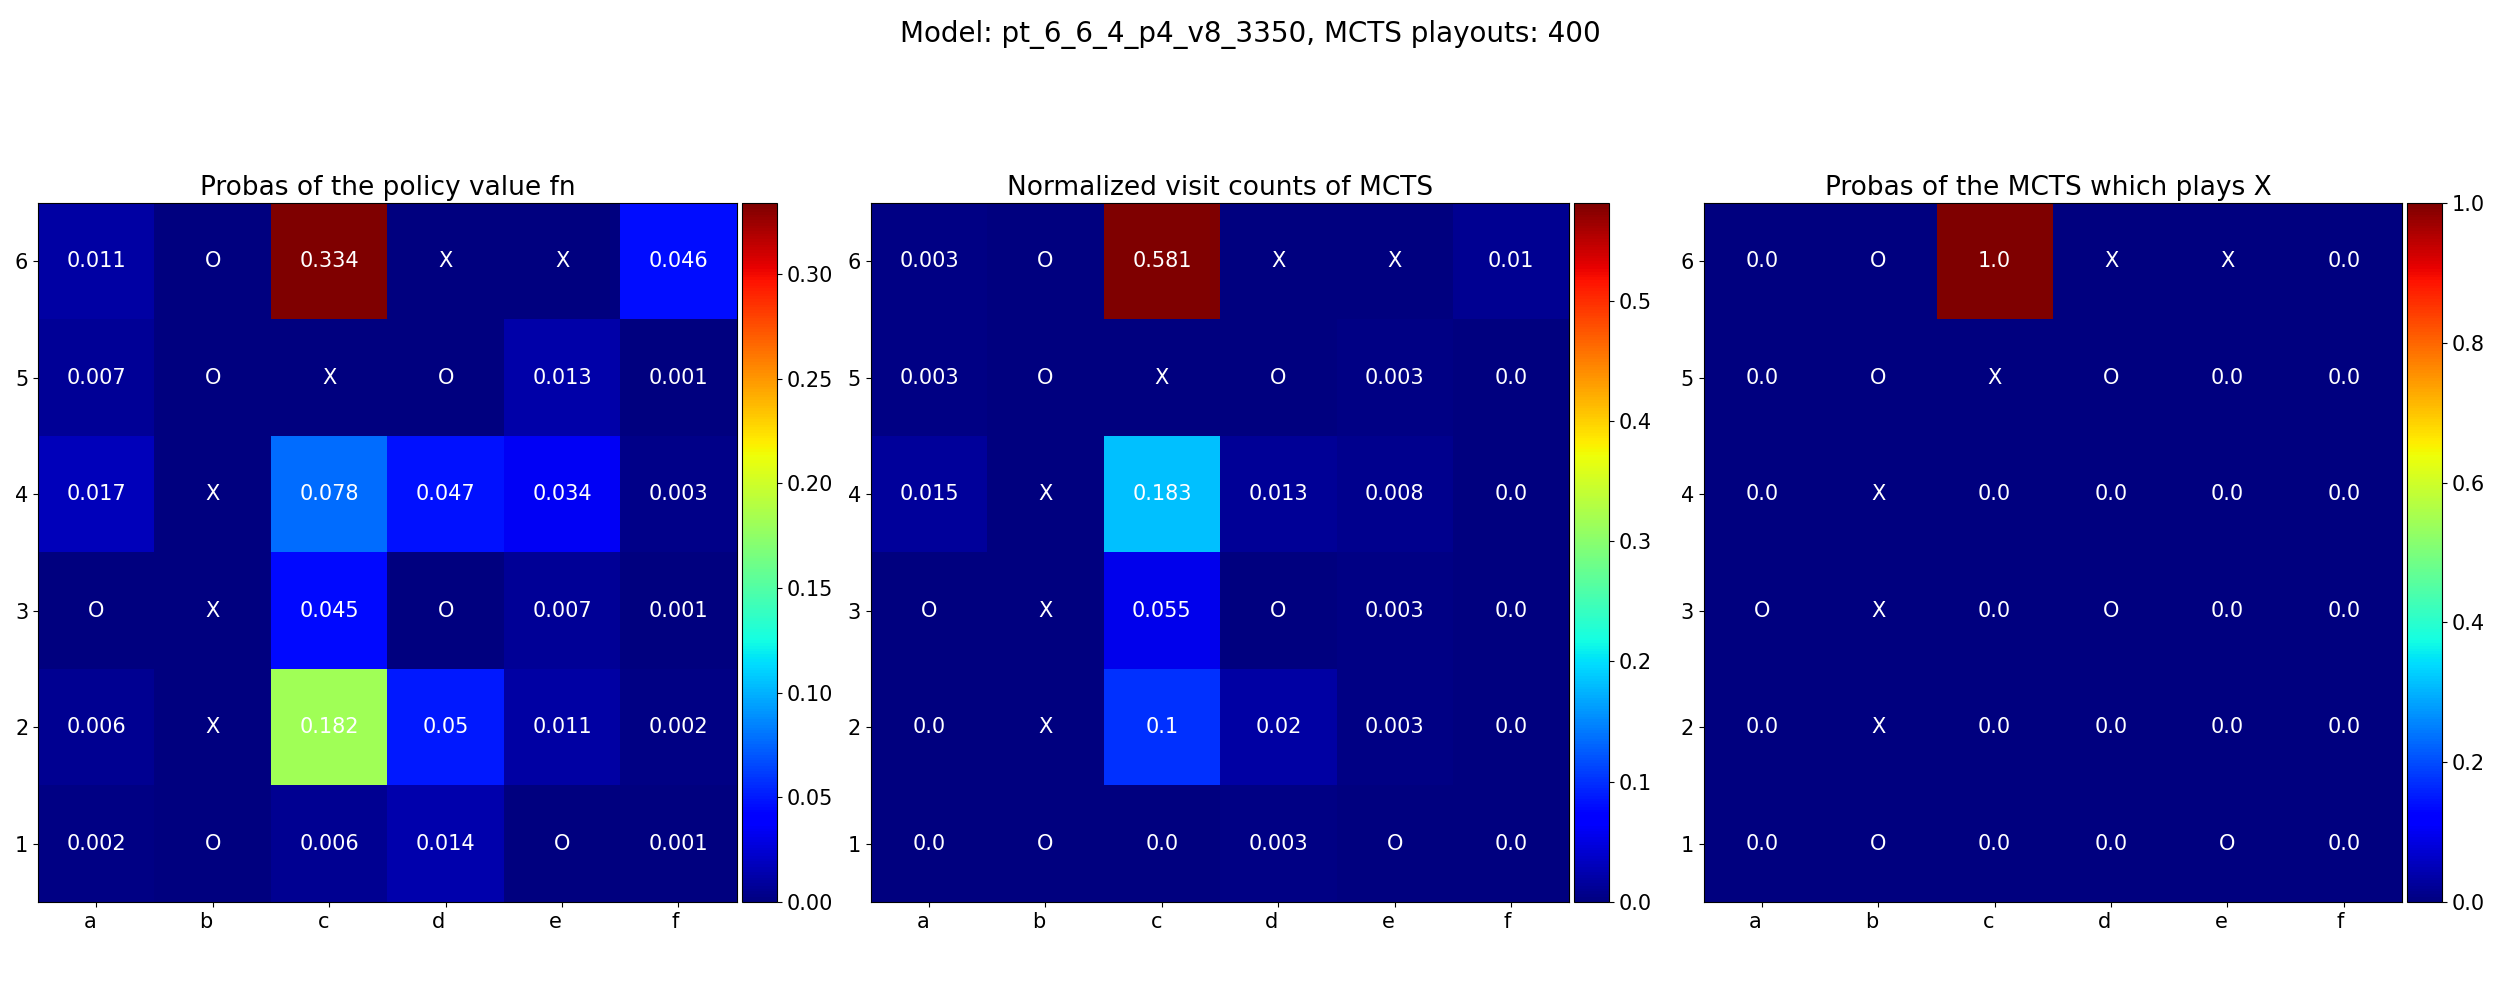 Model: pt_6_6_4_p4_v8_3350, MCTS playouts: 400
Probas of the policy value fn
6 0.011 O 0.334 X X 0.046
5 0.007 O X O 0.013 0.001
4 0.017 X 0.078 0.047 0.034 0.003
3 O X 0.045 O 0.007 0.001
2 0.006 X 0.182 0.05 0.011 0.002
1 0.002 O 0.006 0.014 O 0.001
a b c d e f
0.30
0.25
0.20
0.15
0.10
0.05
0.00
Normalized visit counts of MCTS
6 0.003 O 0.581 X X 0.01
5 0.003 O X O 0.003 0.0
4 0.015 X 0.183 0.013 0.008 0.0
3 O X 0.055 O 0.003 0.0
2 0.0 X 0.1 0.02 0.003 0.0
1 0.0 O 0.0 0.003 O 0.0
a b c d e f
0.5
0.4
0.3
0.2
0.1
0.0
Probas of the MCTS which plays X
6 0.0 O 1.0 X X 0.0
5 0.0 O X O 0.0 0.0
4 0.0 X 0.0 0.0 0.0 0.0
3 O X 0.0 O 0.0 0.0
2 0.0 X 0.0 0.0 0.0 0.0
1 0.0 O 0.0 0.0 O 0.0
a b c d e f
1.0
0.8
0.6
0.4
0.2
0.0